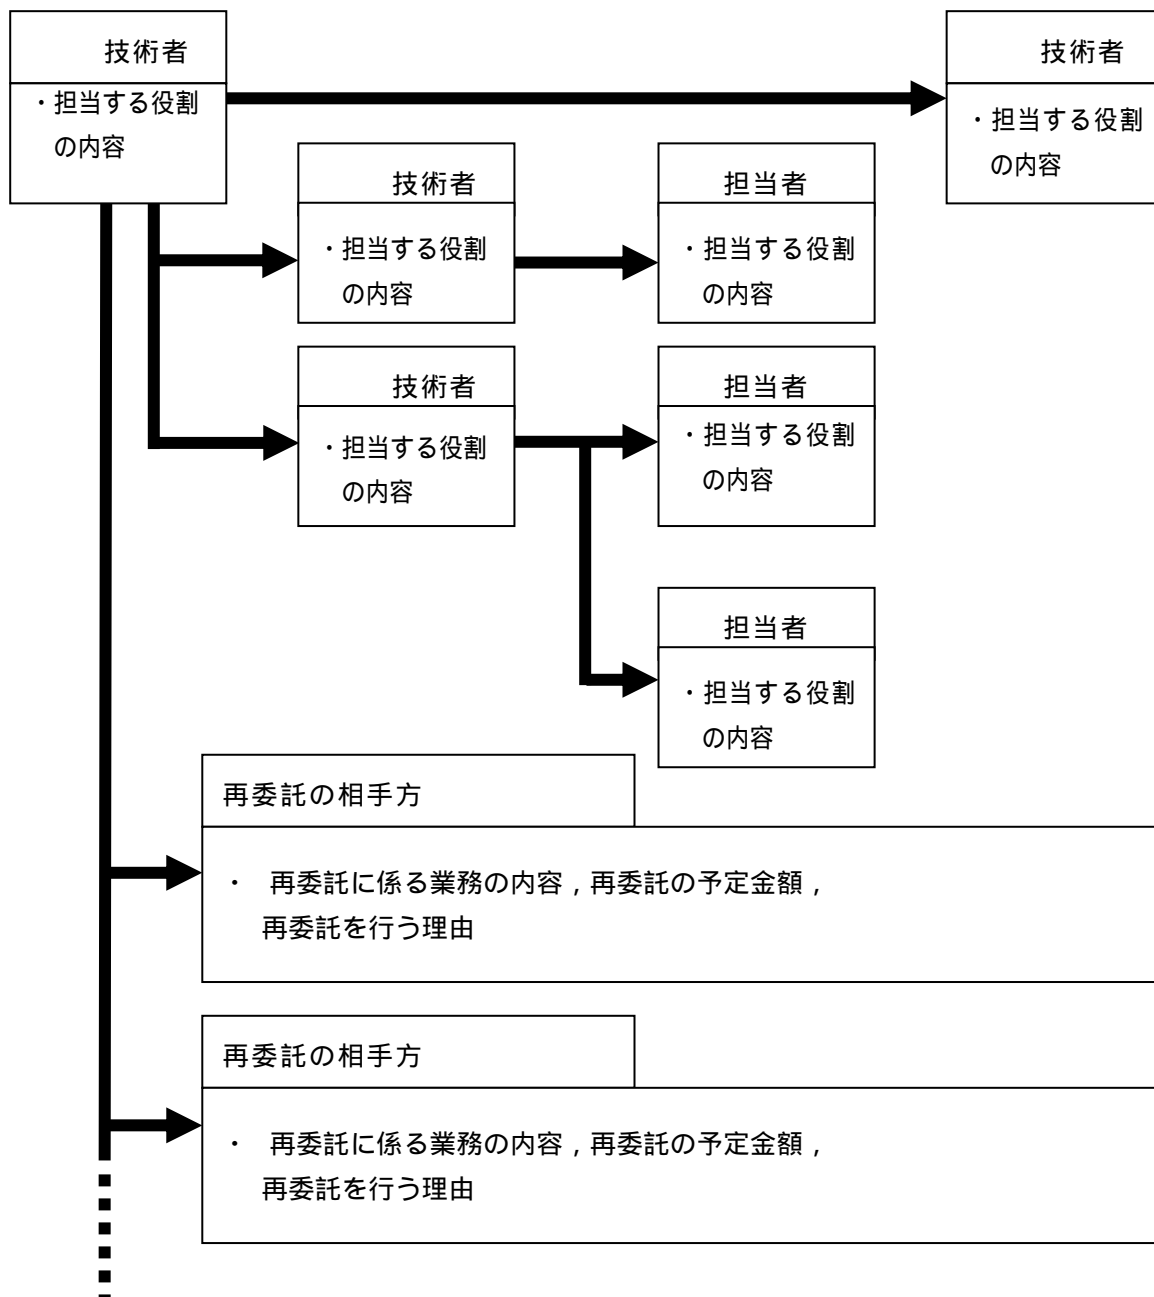 技術者
・担当する役割
の内容
技術者
・担当する役割
の内容
技術者
・担当する役割
の内容
担当者
・担当する役割
の内容
技術者
・担当する役割
の内容
担当者
・担当する役割
の内容
担当者
・担当する役割
の内容
再委託の相手方
・ 再委託に係る業務の内容,再委託の予定金額,
再委託を行う理由
再委託の相手方
・ 再委託に係る業務の内容,再委託の予定金額,
再委託を行う理由